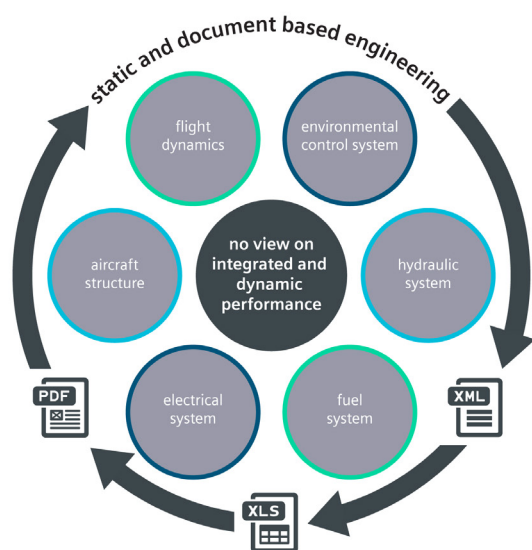 static and document based engineering
flight
dynamics
environmental
control system
aircraft
structure
no view on
integrated and
dynamic
performance
hydraulic
system
PDF
electrical
system
fuel
system
XML
XLS